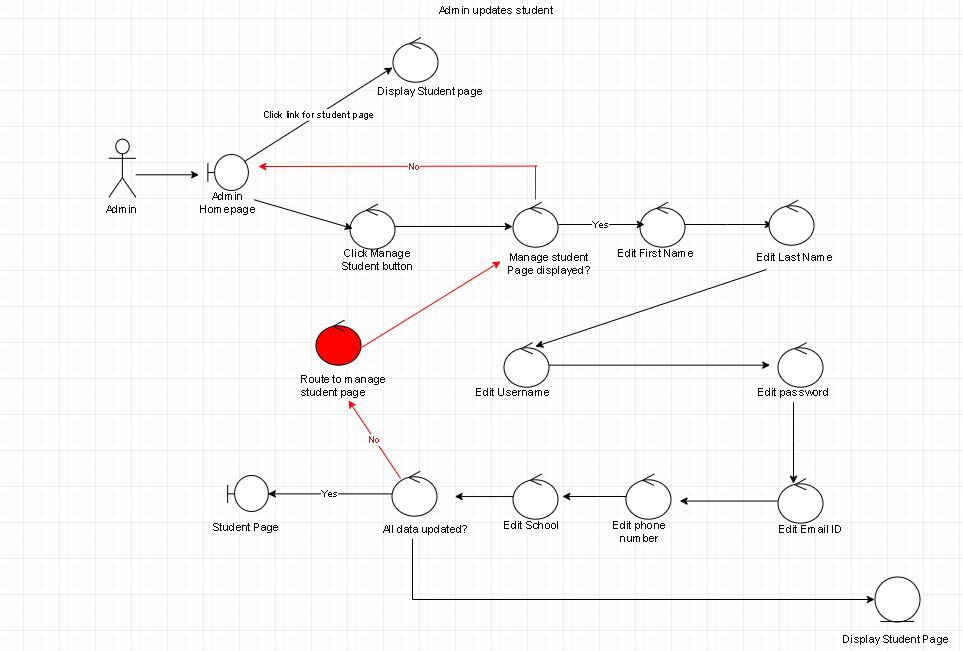 Admin updates student
Display Student page
Click link for student page
No
Admin
Admin
Homepage
Yes
Click Manage
Student button
Manage student
Page displayed?
Edit First Name
Edit Last Name
Route to manage
student page
Edit Username
Edit password
No
Yes
Student Page
All data updated?
Edit School
Edit phone
number
Edit Email ID
Display Student Page